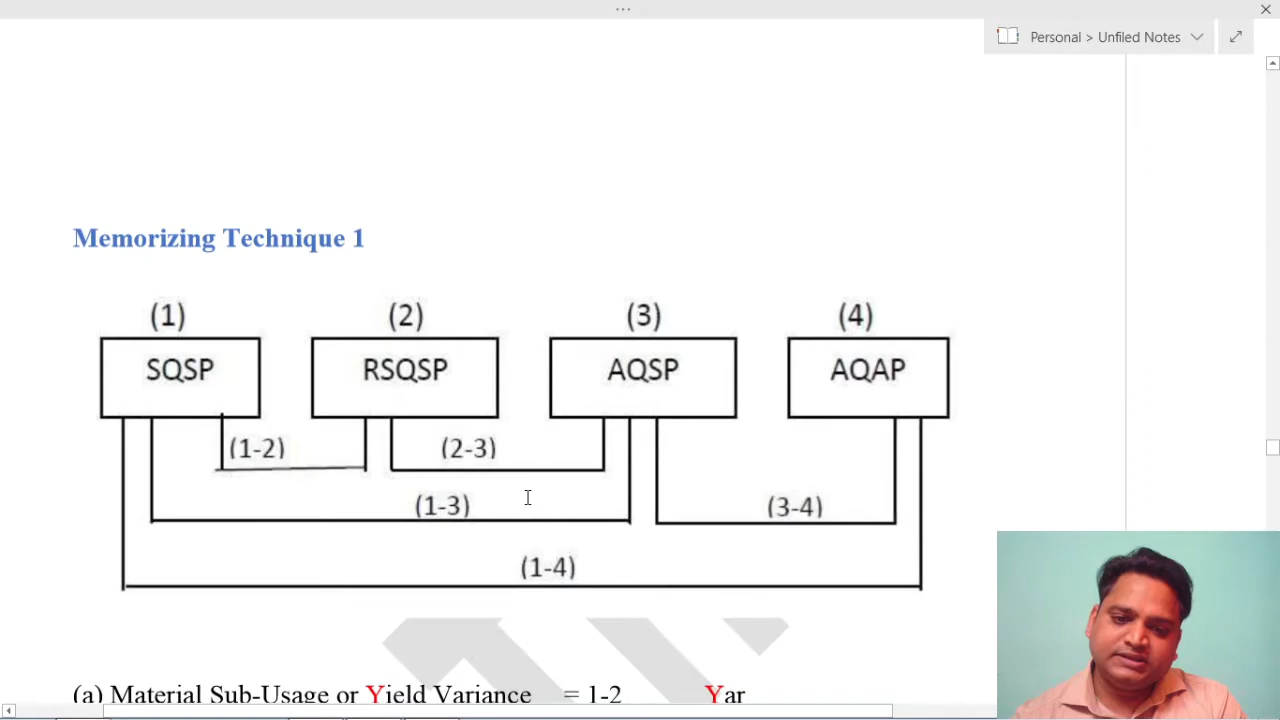 Personal > Unfiled Notes
Memorizing Technique 1
(1) (2) (3) (4)
SQSP RSQSP AQSP AQAP
(1-2) (2-3)
(1-3) (3-4)
(1-4)
(a) Material Sub-Usage or Yield Variance = 1-2 Yar